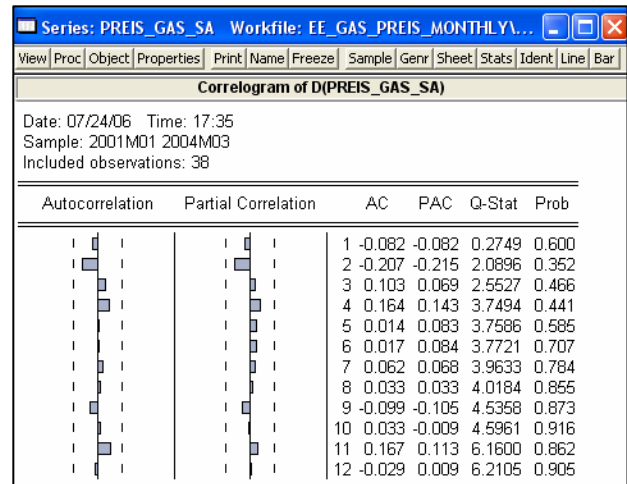 Series: PREIS_GAS_SA Workfile: EE_GAS_PREIS_MONTHLY\...
View Proc Object Properties Print Name Freeze Sample Genr Sheet Stats Ident Line Bar
Correlogram of D(PREIS_GAS_SA)
Date: 07/24/06 Time: 17:35
Sample: 2001M01 2004M03
Included observations: 38
Autocorrelation Partial Correlation AC PAC Q-Stat Prob
1 -0.082 -0.082 0.2749 0.600
2 -0.207 -0.215 2.0896 0.352
3 0.103 0.069 2.5527 0.466
4 0.164 0.143 3.7494 0.441
5 0.014 0.083 3.7586 0.585
6 0.017 0.084 3.7721 0.707
7 0.062 0.068 3.9633 0.784
8 0.033 0.033 4.0184 0.855
9 -0.099 -0.105 4.5358 0.873
10 0.033 -0.009 4.5961 0.916
11 0.167 0.113 6.1600 0.862
12 -0.029 0.009 6.2105 0.905